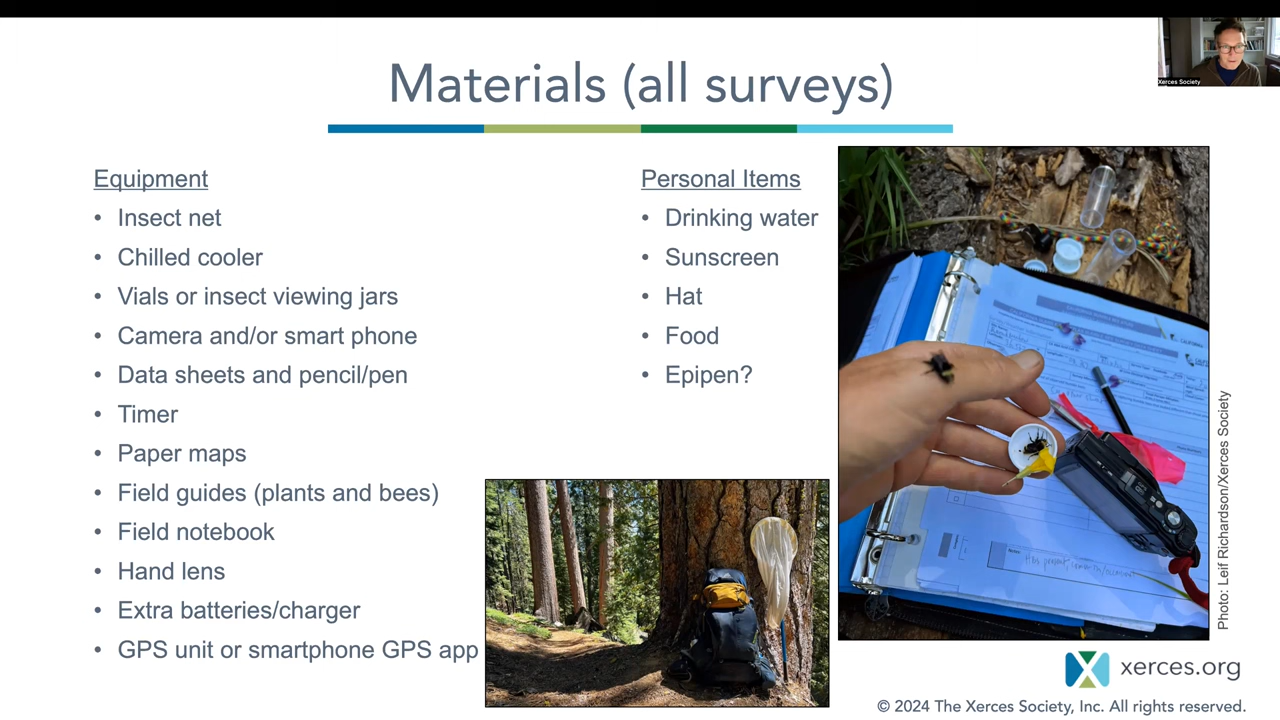 Xerces Society
Materials (all surveys)
Equipment
• Insect net
• Chilled cooler
• Vials or insect viewing jars
• Camera and/or smart phone
• Data sheets and pencil/pen
• Timer
• Paper maps
• Field guides (plants and bees)
• Field notebook
• Hand lens
• Extra batteries/charger
• GPS unit or smartphone GPS app
Personal Items
• Drinking water
• Sunscreen
• Hat
• Food
• Epipen?
Photo: Leif Richardson/Xerces Society
xerces.org
© 2024 The Xerces Society, Inc. All rights reserved.